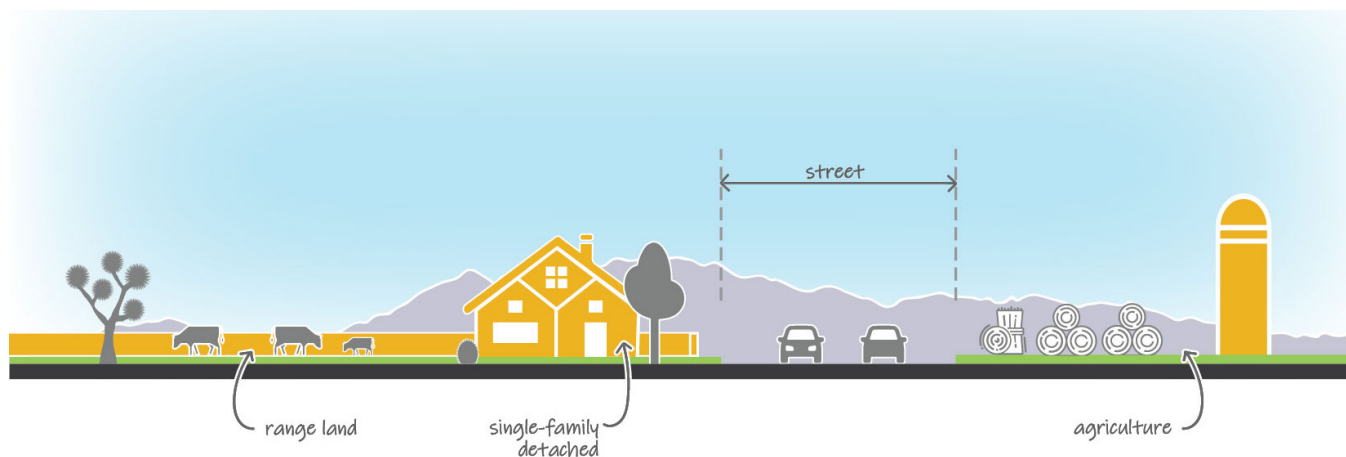 street
range land
single-family
detached
agriculture